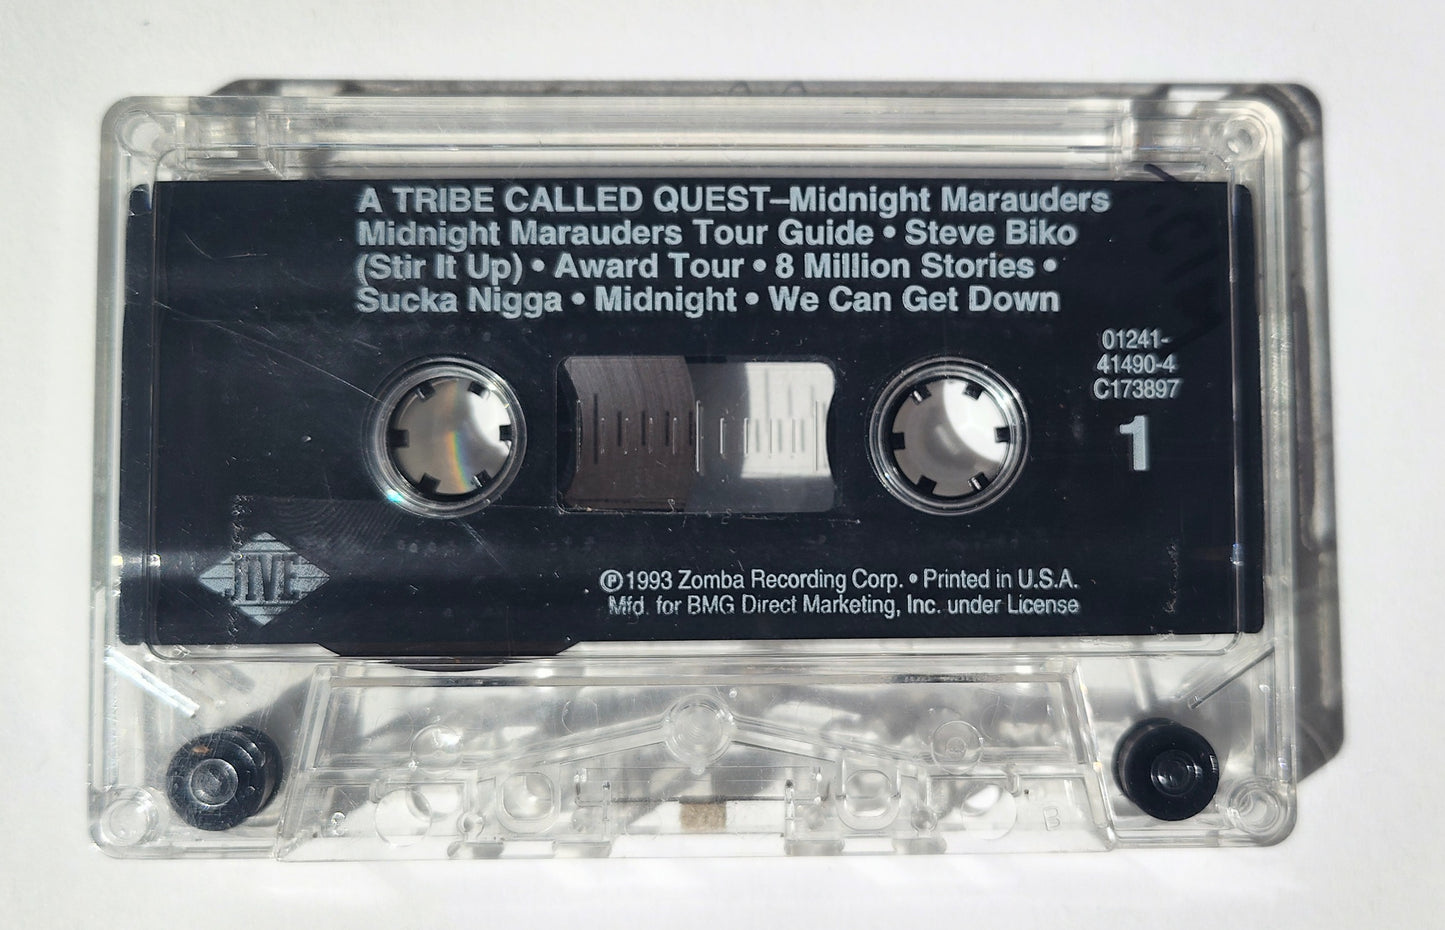 A TRIBE CALLED QUEST–Midnight Marauders
Midnight Marauders Tour Guide • Steve Biko
(Stir It Up) • Award Tour • 8 Million Stories •
Sucka Nigga • Midnight • We Can Get Down
01241-
41490-4
C173897
1
JIVE
℗1993 Zomba Recording Corp. • Printed in U.S.A.
Mfd. for BMG Direct Marketing, Inc. under License
B